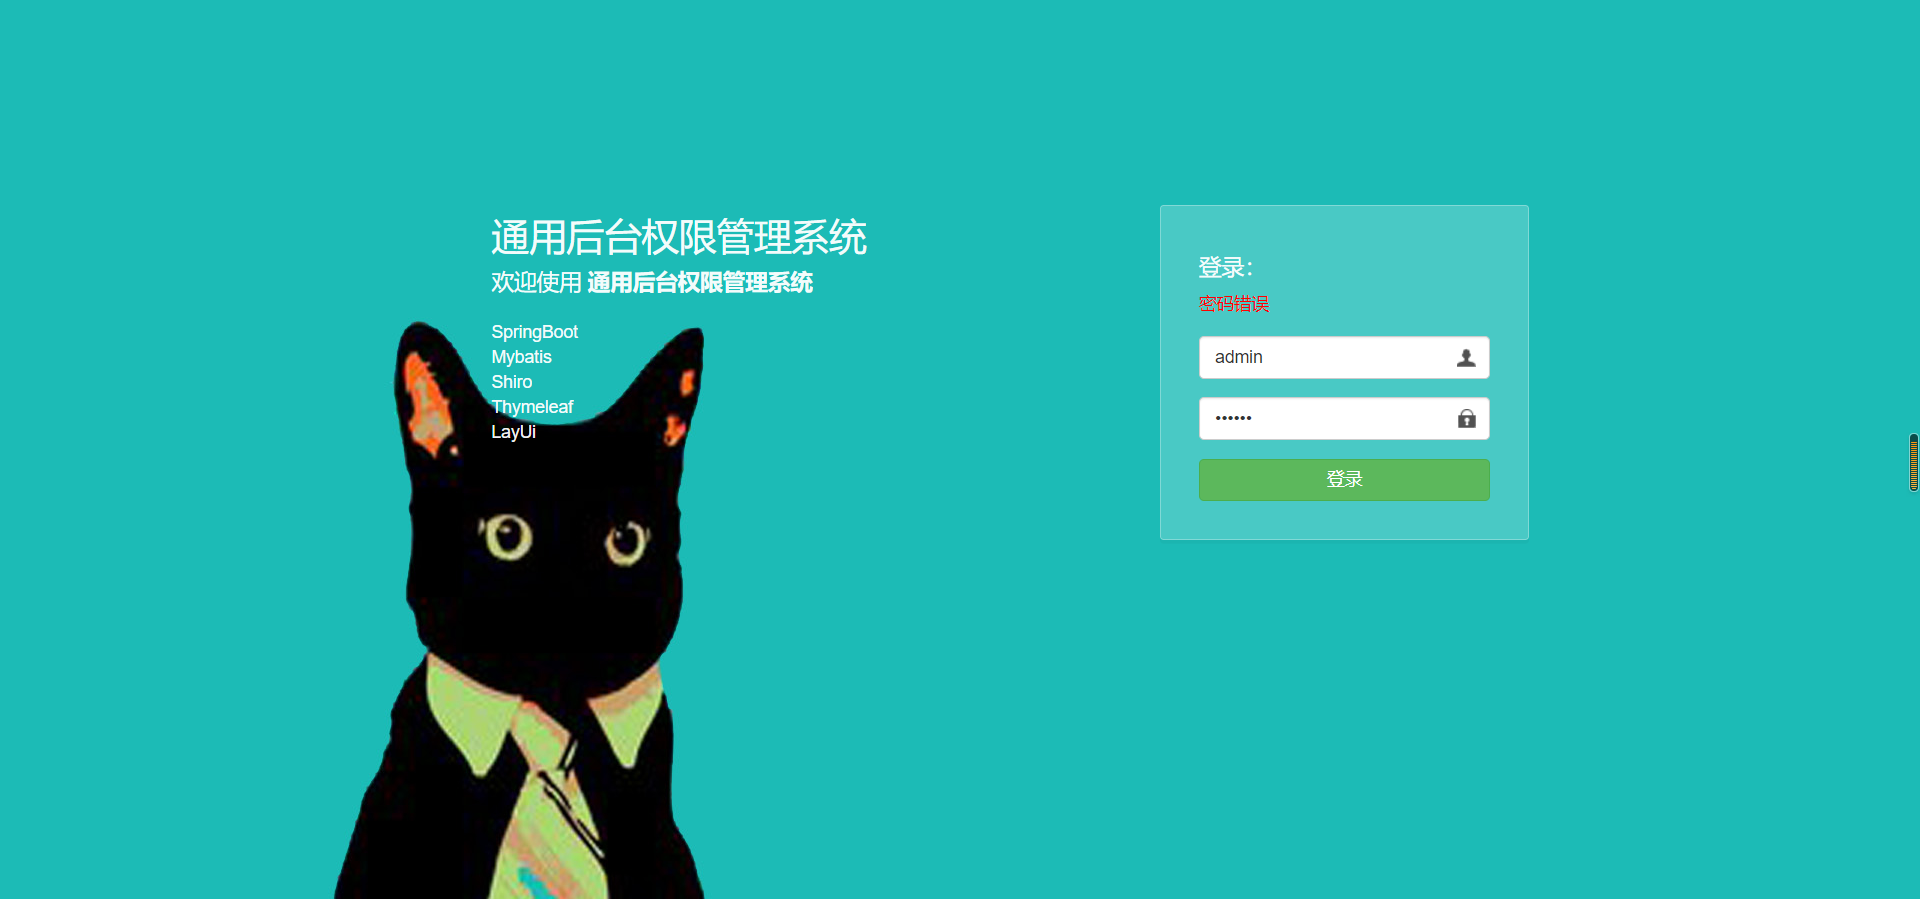 通用后台权限管理系统
欢迎使用 通用后台权限管理系统
SpringBoot
Mybatis
Shiro
Thymeleaf
LayUi
登录：
密码错误
admin
••••••
登录